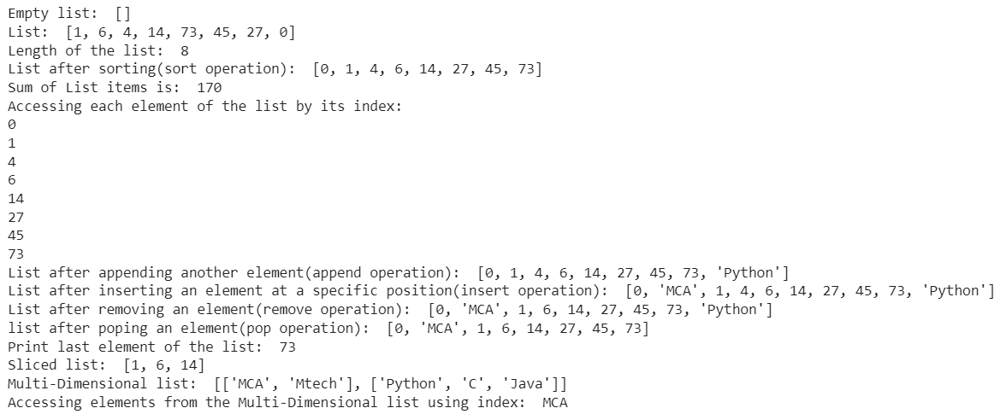 Empty list:  []
List:  [1, 6, 4, 14, 73, 45, 27, 0]
Length of the list:  8
List after sorting(sort operation):  [0, 1, 4, 6, 14, 27, 45, 73]
Sum of List items is:  170
Accessing each element of the list by its index:
0
1
4
6
14
27
45
73
List after appending another element(append operation):  [0, 1, 4, 6, 14, 27, 45, 73, 'Python']
List after inserting an element at a specific position(insert operation):  [0, 'MCA', 1, 4, 6, 14, 27, 45, 73, 'Python']
List after removing an element(remove operation):  [0, 'MCA', 1, 6, 14, 27, 45, 73, 'Python']
list after poping an element(pop operation):  [0, 'MCA', 1, 6, 14, 27, 45, 73]
Print last element of the list:  73
Sliced list:  [1, 6, 14]
Multi-Dimensional list:  [['MCA', 'Mtech'], ['Python', 'C', 'Java']]
Accessing elements from the Multi-Dimensional list using index:  MCA